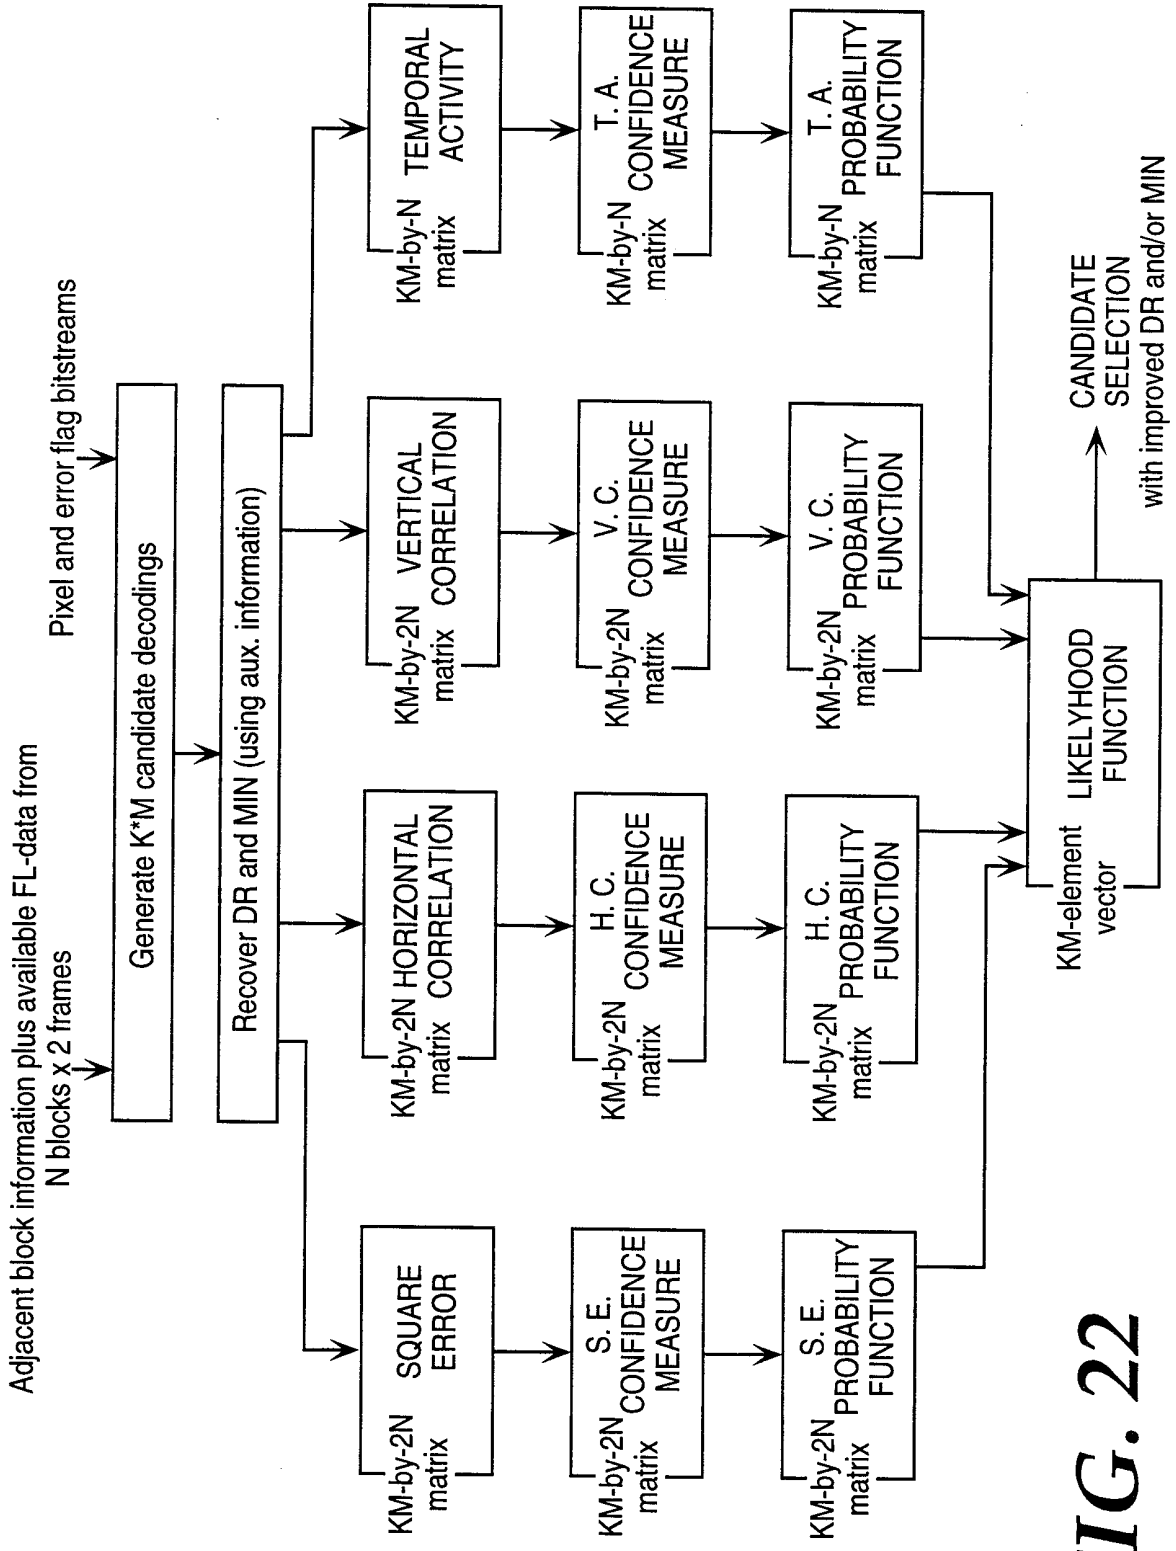 Adjacent block information plus available FL-data from
N blocks x 2 frames
Pixel and error flag bitstreams
Generate K*M candidate decodings
Recover DR and MIN (using aux. information)
KM-by-2N
matrix
SQUARE
ERROR
KM-by-2N
matrix
HORIZONTAL
CORRELATION
KM-by-2N
matrix
VERTICAL
CORRELATION
KM-by-N
matrix
TEMPORAL
ACTIVITY
KM-by-2N
matrix
S. E.
CONFIDENCE
MEASURE
KM-by-2N
matrix
H. C.
CONFIDENCE
MEASURE
KM-by-2N
matrix
V. C.
CONFIDENCE
MEASURE
KM-by-N
matrix
T. A.
CONFIDENCE
MEASURE
KM-by-2N
matrix
S. E.
PROBABILITY
FUNCTION
KM-by-2N
matrix
H. C.
PROBABILITY
FUNCTION
KM-by-2N
matrix
V. C.
PROBABILITY
FUNCTION
KM-by-N
matrix
T. A.
PROBABILITY
FUNCTION
KM-element
vector
LIKELYHOOD
FUNCTION
CANDIDATE
SELECTION
with improved DR and/or MIN
IG. 22